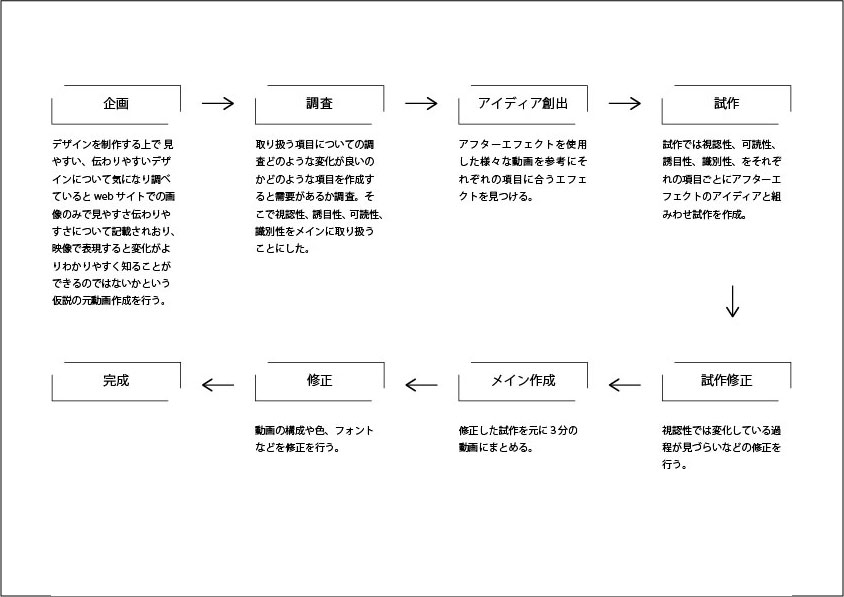 企画
デザインを制作する上で 見
やすい、伝わりやすいデザ
インについて気になり調べ
ていると web サイトでの画
像のみで見やすさ伝わりや
すさについて記載されおり、
映像で表現すると変化がよ
りわかりやすく知ることが
できるのではないかという
仮説の元動画作成を行う。
調査
取り扱う項目についての調
査どのような変化が良いの
かどのような項目を作成す
ると需要があるか調査。そ
こで視認性、誘目性、可読性、
識別性をメインに取り扱う
ことにした。
アイディア創出
アフターエフェクトを使用
した様々な動画を参考にそ
れぞれの項目に合うエフェ
クトを見つける。
試作
試作では視認性、可読性、
誘目性、識別性、をそれぞ
れの項目ごとにアフターエ
フェクトのアイディアと組
みわせ試作を作成。
試作修正
視認性では変化している過
程が見づらいなどの修正を
行う。
メイン作成
修正した試作を元に 3 分の
動画にまとめる。
修正
動画の構成や色、フォント
などを修正を行う。
完成